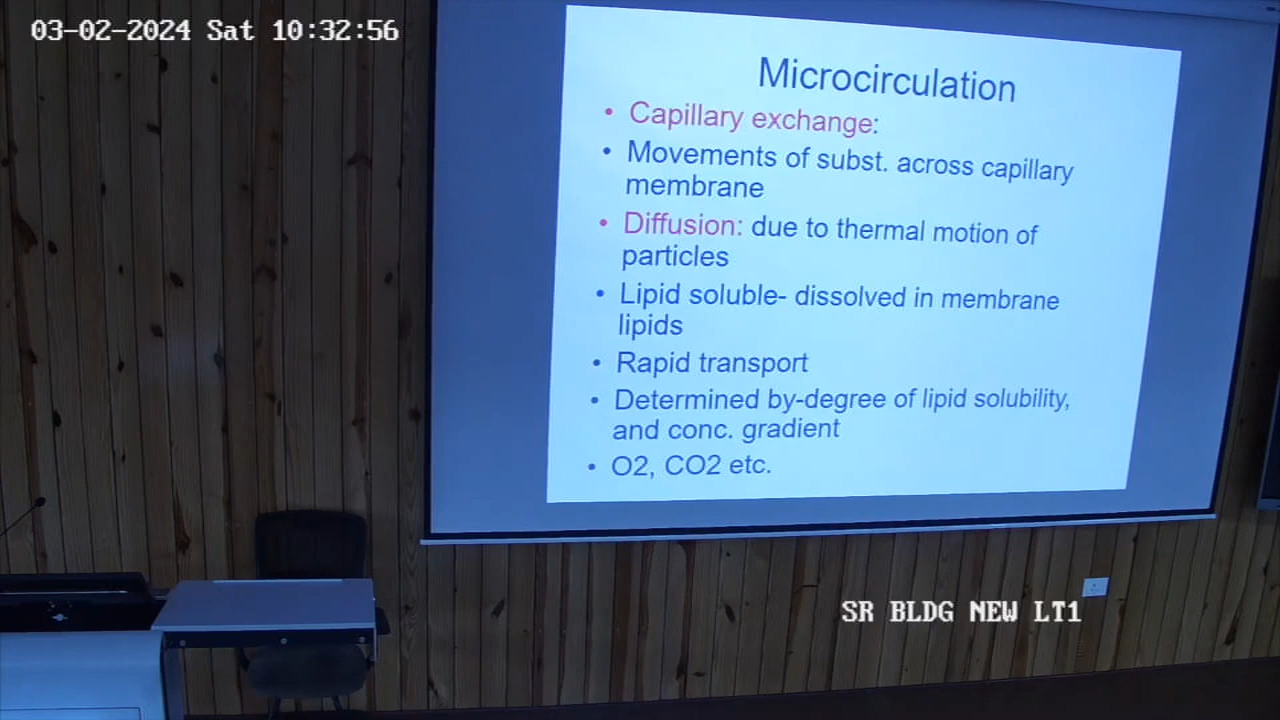 03-02-2024 Sat 10:32:56
Microcirculation
• Capillary exchange:
• Movements of subst. across capillary
membrane
• Diffusion: due to thermal motion of
particles
• Lipid soluble- dissolved in membrane
lipids
• Rapid transport
• Determined by-degree of lipid solubility,
and conc. gradient
• O2, CO2 etc.
SR BLDG NEW LT1